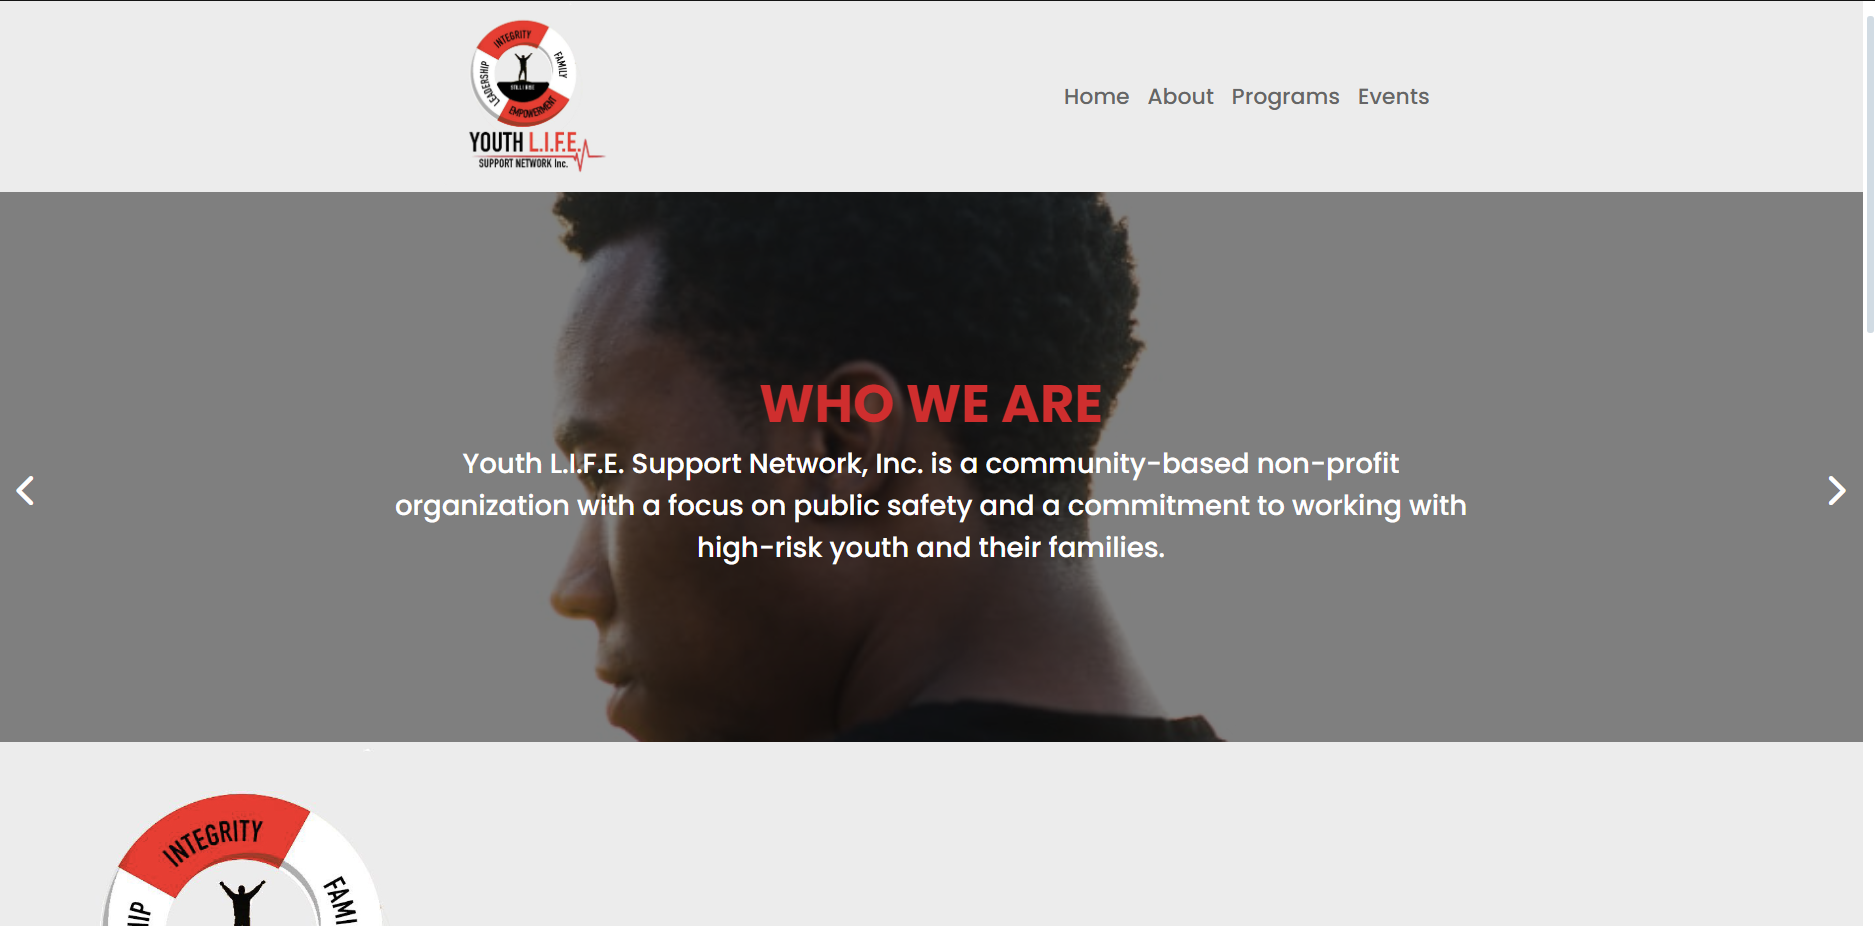 INTEGRITY
FAMILY
LEADERSHIP
STILL I RISE
EMPOWERMENT
YOUTH L.I.F.E.
SUPPORT NETWORK Inc.
Home About Programs Events
WHO WE ARE
Youth L.I.F.E. Support Network, Inc. is a community-based non-profit
organization with a focus on public safety and a commitment to working with
high-risk youth and their families.
INTEGRITY
FAMI
IIP